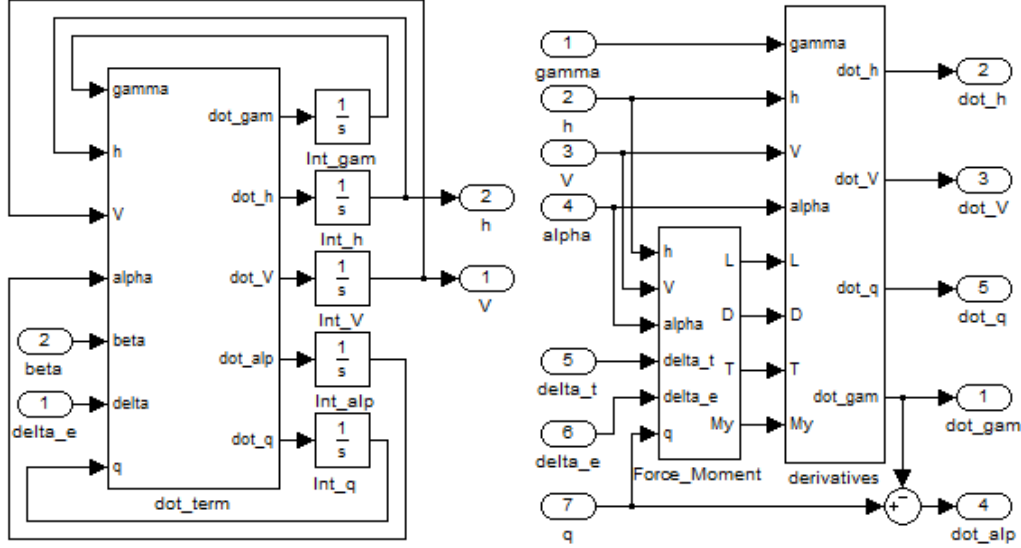 gamma
h
V
alpha
beta
delta
q
dot_gam
dot_h
dot_V
dot_alp
dot_q
dot_term
2
beta
1
delta_e
1
s
Int_gam
1
s
Int_h
1
s
Int_V
1
s
Int_alp
1
s
Int_q
2
h
1
V
1
gamma
2
h
3
V
4
alpha
5
delta_t
6
delta_e
7
q
h
V
alpha
delta_t
delta_e
q
L
D
T
My
Force_Moment
gamma
h
V
alpha
L
D
T
My
dot_h
dot_V
dot_q
dot_gam
derivatives
2
dot_h
3
dot_V
5
dot_q
1
dot_gam
−
+
4
dot_alp